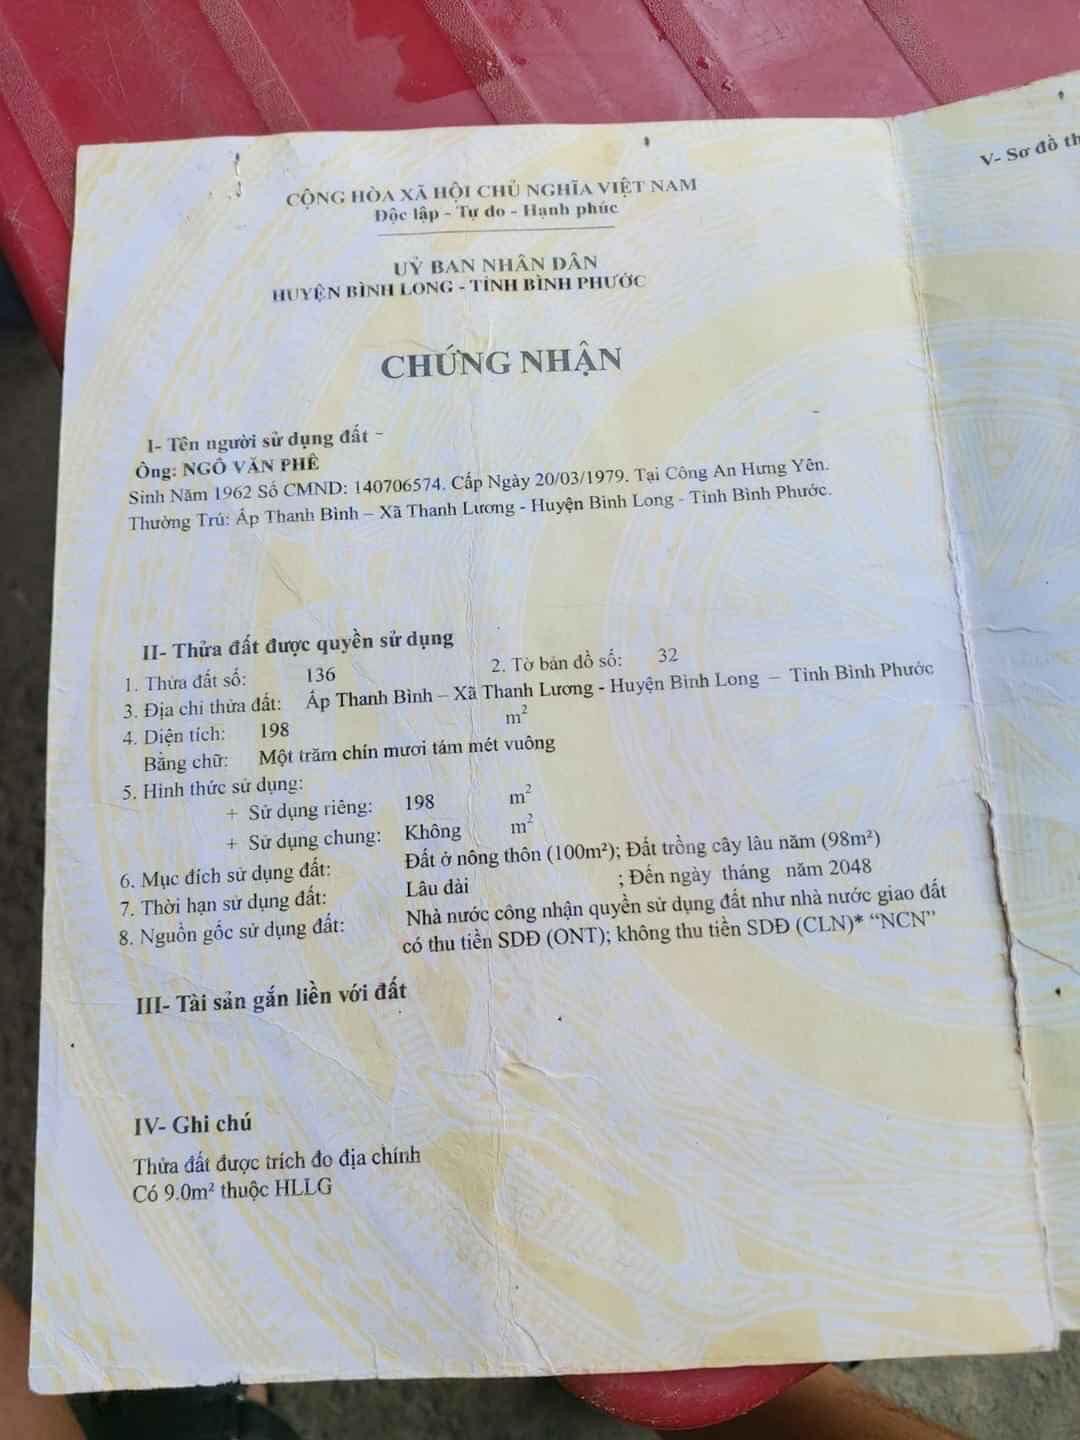 CỘNG HÒA XÃ HỘI CHỦ NGHĨA VIỆT NAM
Độc lập - Tự do - Hạnh phúc
UỶ BAN NHÂN DÂN
HUYỆN BÌNH LONG - TỈNH BÌNH PHƯỚC
CHỨNG NHẬN
I- Tên người sử dụng đất -
Ông: NGÔ VĂN PHÊ
Sinh Năm 1962 Số CMND: 140706574. Cấp Ngày 20/03/1979. Tại Công An Hưng Yên.
Thường Trú: Ấp Thanh Bình – Xã Thanh Lương - Huyện Bình Long - Tỉnh Bình Phước.
II- Thửa đất được quyền sử dụng
1. Thửa đất số: 136 2. Tờ bản đồ số: 32
3. Địa chỉ thửa đất: Ấp Thanh Bình – Xã Thanh Lương - Huyện Bình Long – Tỉnh Bình Phước
4. Diện tích: 198 m²
Bằng chữ: Một trăm chín mươi tám mét vuông
5. Hình thức sử dụng:
+ Sử dụng riêng: 198 m²
+ Sử dụng chung: Không m²
6. Mục đích sử dụng đất: Đất ở nông thôn (100m²); Đất trồng cây lâu năm (98m²)
7. Thời hạn sử dụng đất: Lâu dài ; Đến ngày tháng năm 2048
8. Nguồn gốc sử dụng đất: Nhà nước công nhận quyền sử dụng đất như nhà nước giao đất
có thu tiền SDĐ (ONT); không thu tiền SDĐ (CLN)* “NCN”
III- Tài sản gắn liền với đất
IV- Ghi chú
Thửa đất được trích đo địa chính
Có 9.0m² thuộc HLLG
V- Sơ đồ th